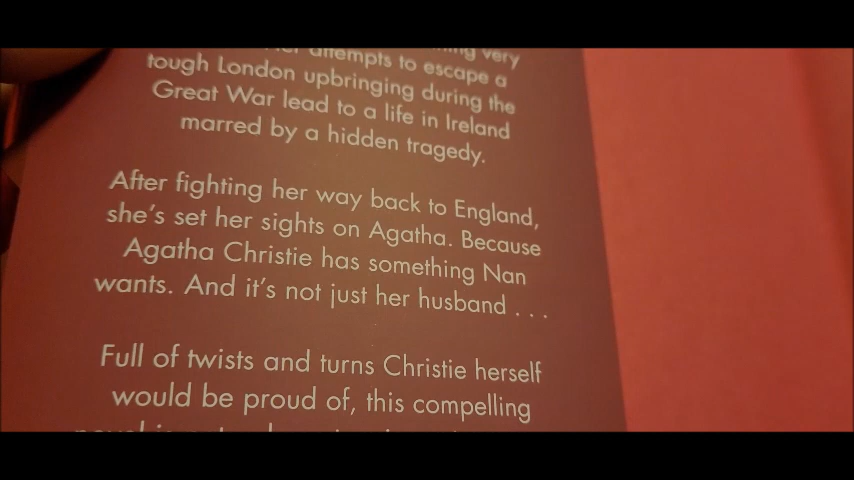 attempts to escape a
tough London upbringing during the
Great War lead to a life in Ireland
marred by a hidden tragedy.
After fighting her way back to England,
she's set her sights on Agatha. Because
Agatha Christie has something Nan
wants. And it's not just her husband . . .
Full of twists and turns Christie herself
would be proud of, this compelling